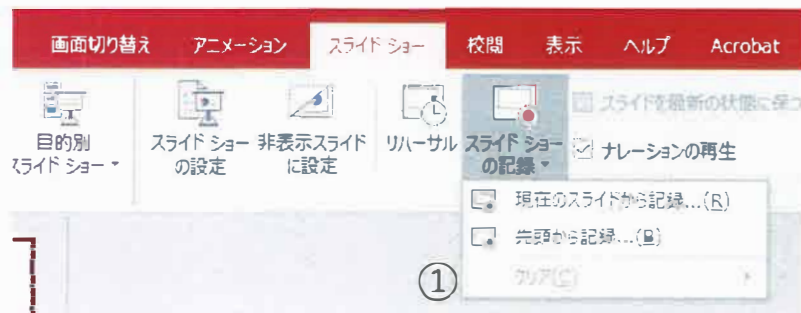 画面切り替え アニメーション スライド ショー 校閲 表示 ヘルプ Acrobat
目的別
スライド ショー
スライド ショー
の設定
非表示スライド
に設定
リハーサル
スライド ショー
の記録
スライドを最新の状態に保つ
ナレーションの再生
現在のスライドから記録...(R)
先頭から記録...(B)
クリア(C)
①